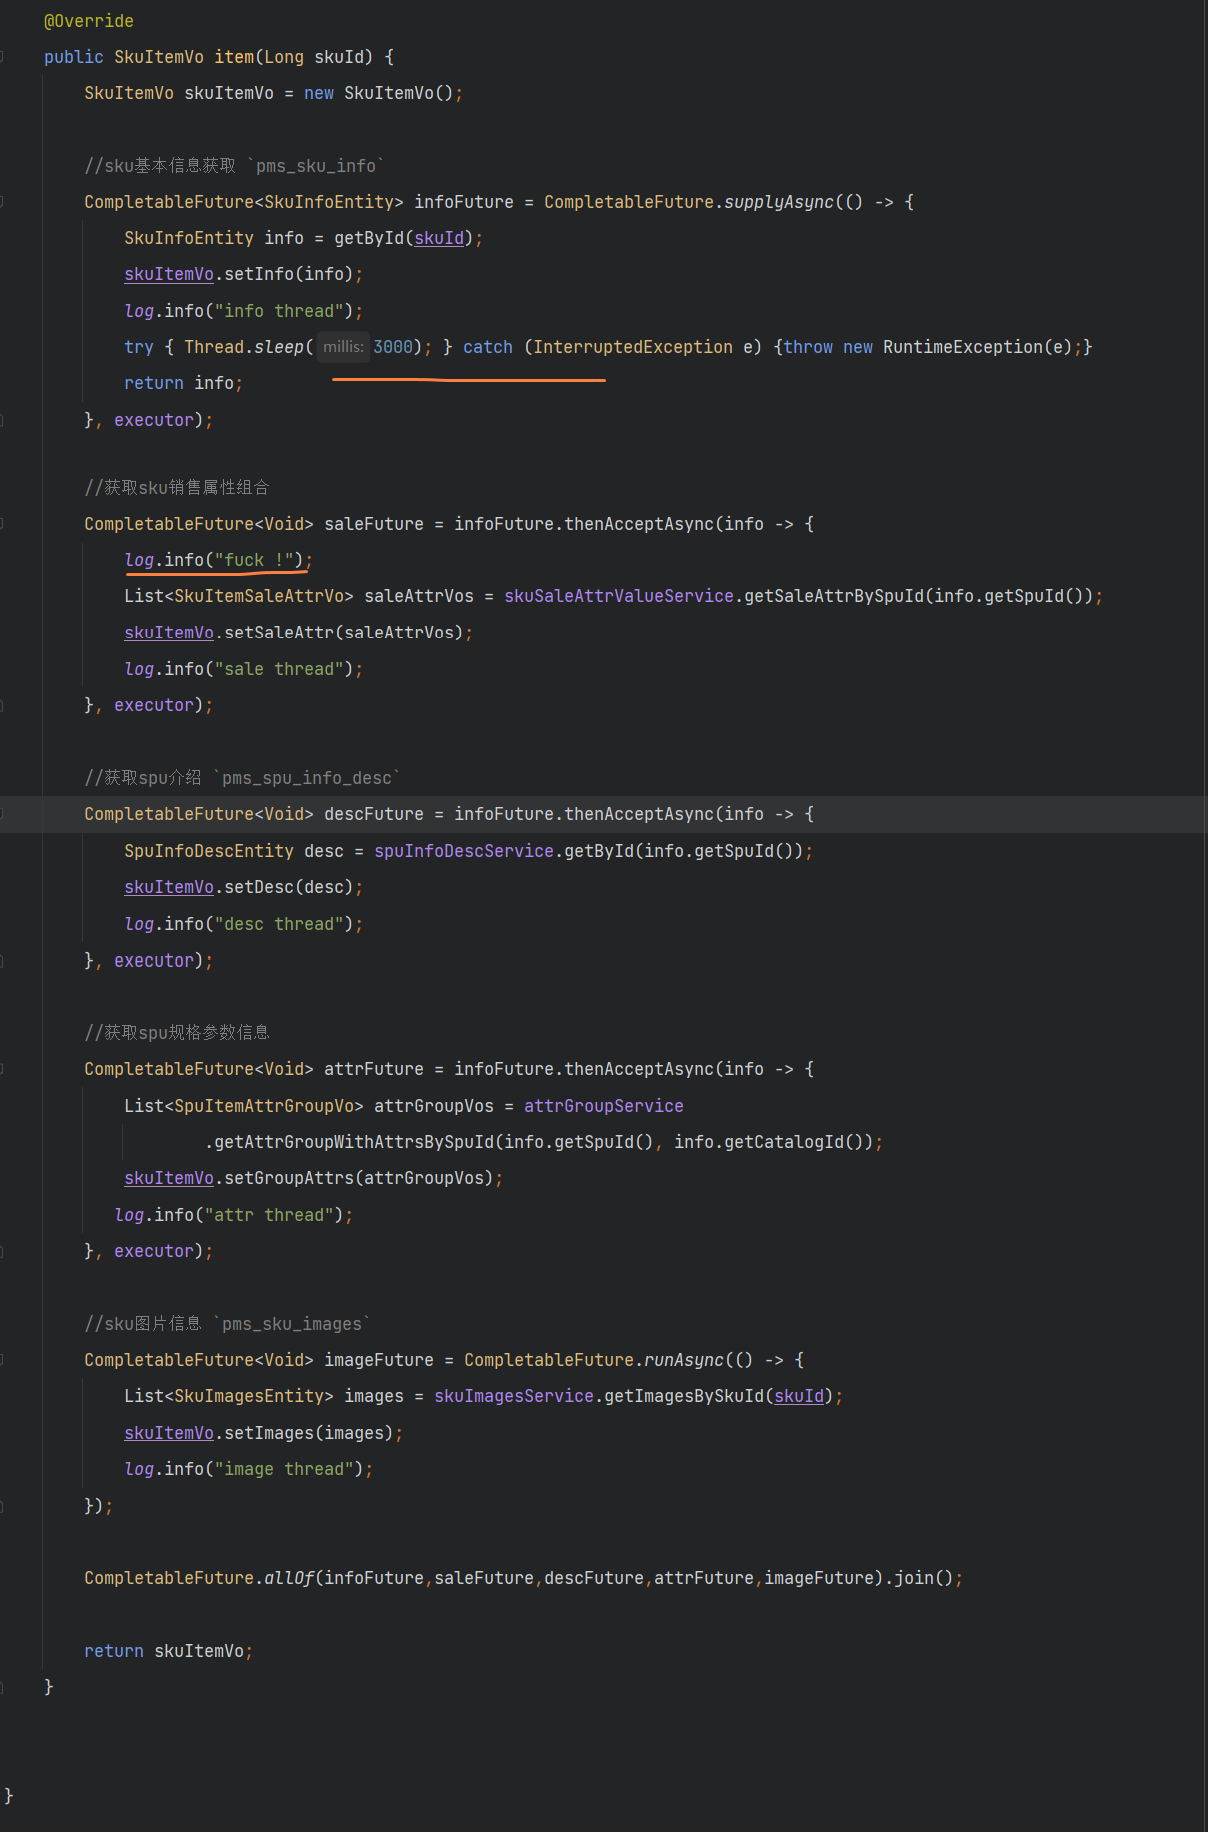 @Override
public SkuItemVo item(Long skuId) {
SkuItemVo skuItemVo = new SkuItemVo();
//sku基本信息获取 `pms_sku_info`
CompletableFuture<SkuInfoEntity> infoFuture = CompletableFuture.supplyAsync(() -> {
SkuInfoEntity info = getById(skuId);
skuItemVo.setInfo(info);
log.info("info thread");
try { Thread.sleep( millis: 3000); } catch (InterruptedException e) {throw new RuntimeException(e);}
return info;
}, executor);
//获取sku销售属性组合
CompletableFuture<Void> saleFuture = infoFuture.thenAcceptAsync(info -> {
log.info("fuck !");
List<SkuItemSaleAttrVo> saleAttrVos = skuSaleAttrValueService.getSaleAttrBySpuId(info.getSpuId());
skuItemVo.setSaleAttr(saleAttrVos);
log.info("sale thread");
}, executor);
//获取spu介绍 `pms_spu_info_desc`
CompletableFuture<Void> descFuture = infoFuture.thenAcceptAsync(info -> {
SpuInfoDescEntity desc = spuInfoDescService.getById(info.getSpuId());
skuItemVo.setDesc(desc);
log.info("desc thread");
}, executor);
//获取spu规格参数信息
CompletableFuture<Void> attrFuture = infoFuture.thenAcceptAsync(info -> {
List<SpuItemAttrGroupVo> attrGroupVos = attrGroupService
.getAttrGroupWithAttrsBySpuId(info.getSpuId(), info.getCatalogId());
skuItemVo.setGroupAttrs(attrGroupVos);
log.info("attr thread");
}, executor);
//sku图片信息 `pms_sku_images`
CompletableFuture<Void> imageFuture = CompletableFuture.runAsync(() -> {
List<SkuImagesEntity> images = skuImagesService.getImagesBySkuId(skuId);
skuItemVo.setImages(images);
log.info("image thread");
});
CompletableFuture.allOf(infoFuture,saleFuture,descFuture,attrFuture,imageFuture).join();
return skuItemVo;
}
}